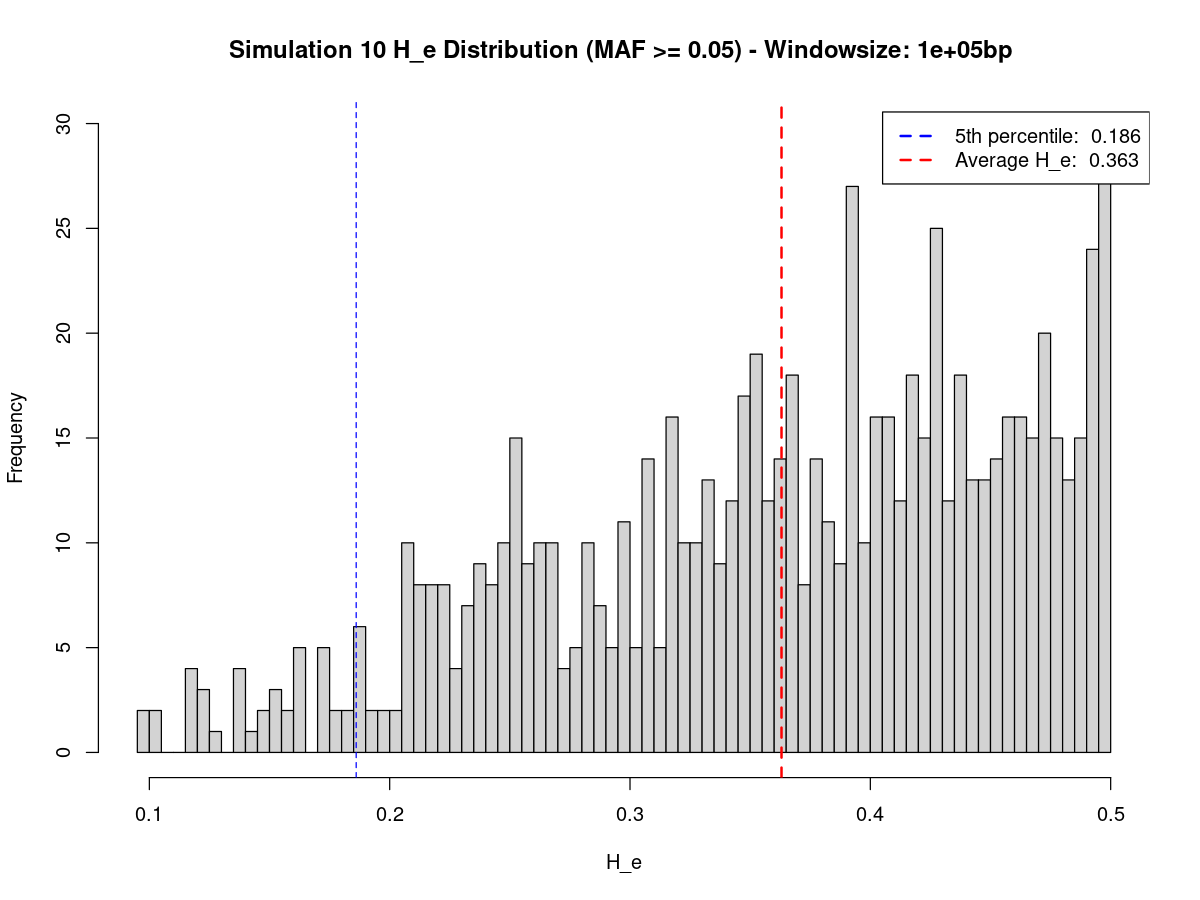 Simulation 10 H_e Distribution (MAF >= 0.05) - Windowsize: 1e+05bp
5th percentile:  0.186
Average H_e:  0.363
Frequency
30
25
20
15
10
5
0
0.1
0.2
0.3
0.4
0.5
H_e